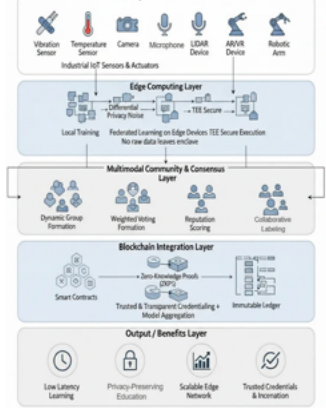 Vibration Sensor
Temperature Sensor
Camera
Microphone
LIDAR Device
AR/VR Device
Robotic Arm
Industrial IoT Sensors & Actuators
Edge Computing Layer
Differential Privacy Noise
TEE Secure
Local Training
Federated Learning on Edge Devices TEE Secure Execution
No raw data leaves enclave
Multimodal Community & Consensus
Layer
Dynamic Group Formation
Weighted Voting Formation
Reputation Scoring
Collaborative Labeling
Blockchain Integration Layer
Zero-Knowledge Proofs
(ZKPS)
Smart Contracts
Trusted & Transparent Credentialing +
Model Aggregation
Immutable Ledger
Output / Benefits Layer
Low Latency Learning
Privacy-Preserving Education
Scalable Edge Network
Trusted Credentials & Incenation